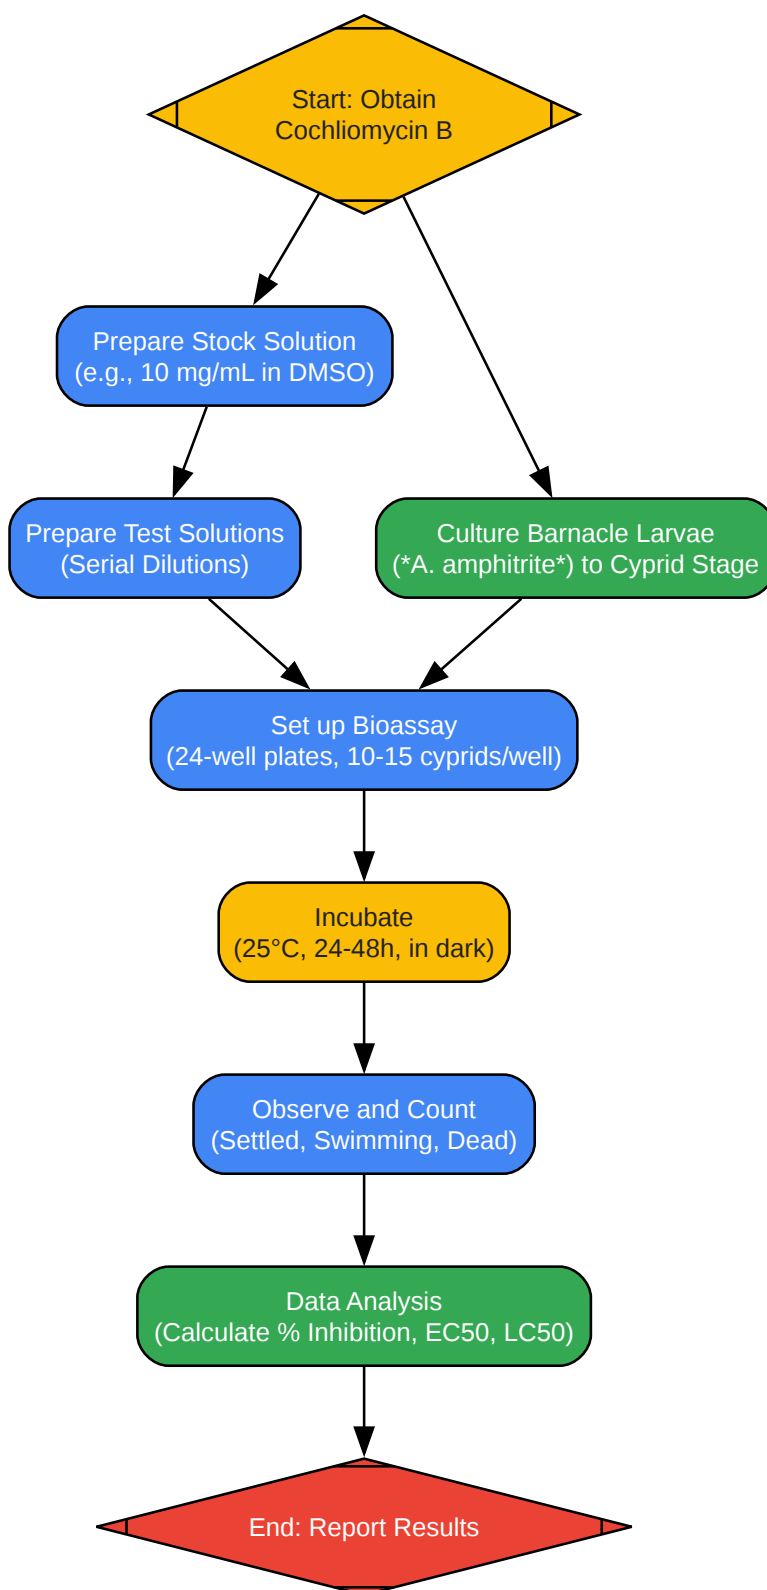 Start: Obtain
Cochliomycin B
Prepare Stock Solution
(e.g., 10 mg/mL in DMSO)
Prepare Test Solutions
(Serial Dilutions)
Culture Barnacle Larvae
(*A. amphitrite*) to Cyprid Stage
Set up Bioassay
(24-well plates, 10-15 cyprids/well)
Incubate
(25°C, 24-48h, in dark)
Observe and Count
(Settled, Swimming, Dead)
Data Analysis
(Calculate % Inhibition, EC50, LC50)
End: Report Results